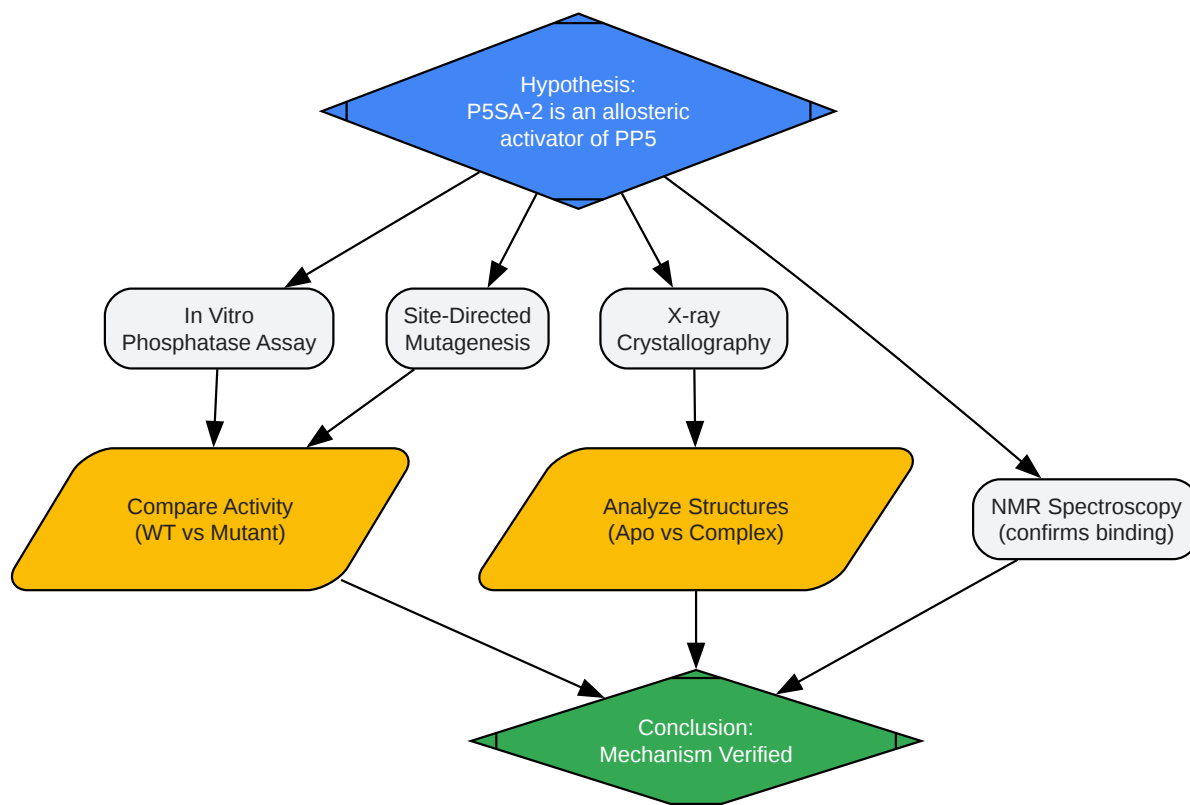 Hypothesis:
P5SA-2 is an allosteric
activator of PP5
In Vitro
Phosphatase Assay
Site-Directed
Mutagenesis
X-ray
Crystallography
Compare Activity
(WT vs Mutant)
Analyze Structures
(Apo vs Complex)
NMR Spectroscopy
(confirms binding)
Conclusion:
Mechanism Verified